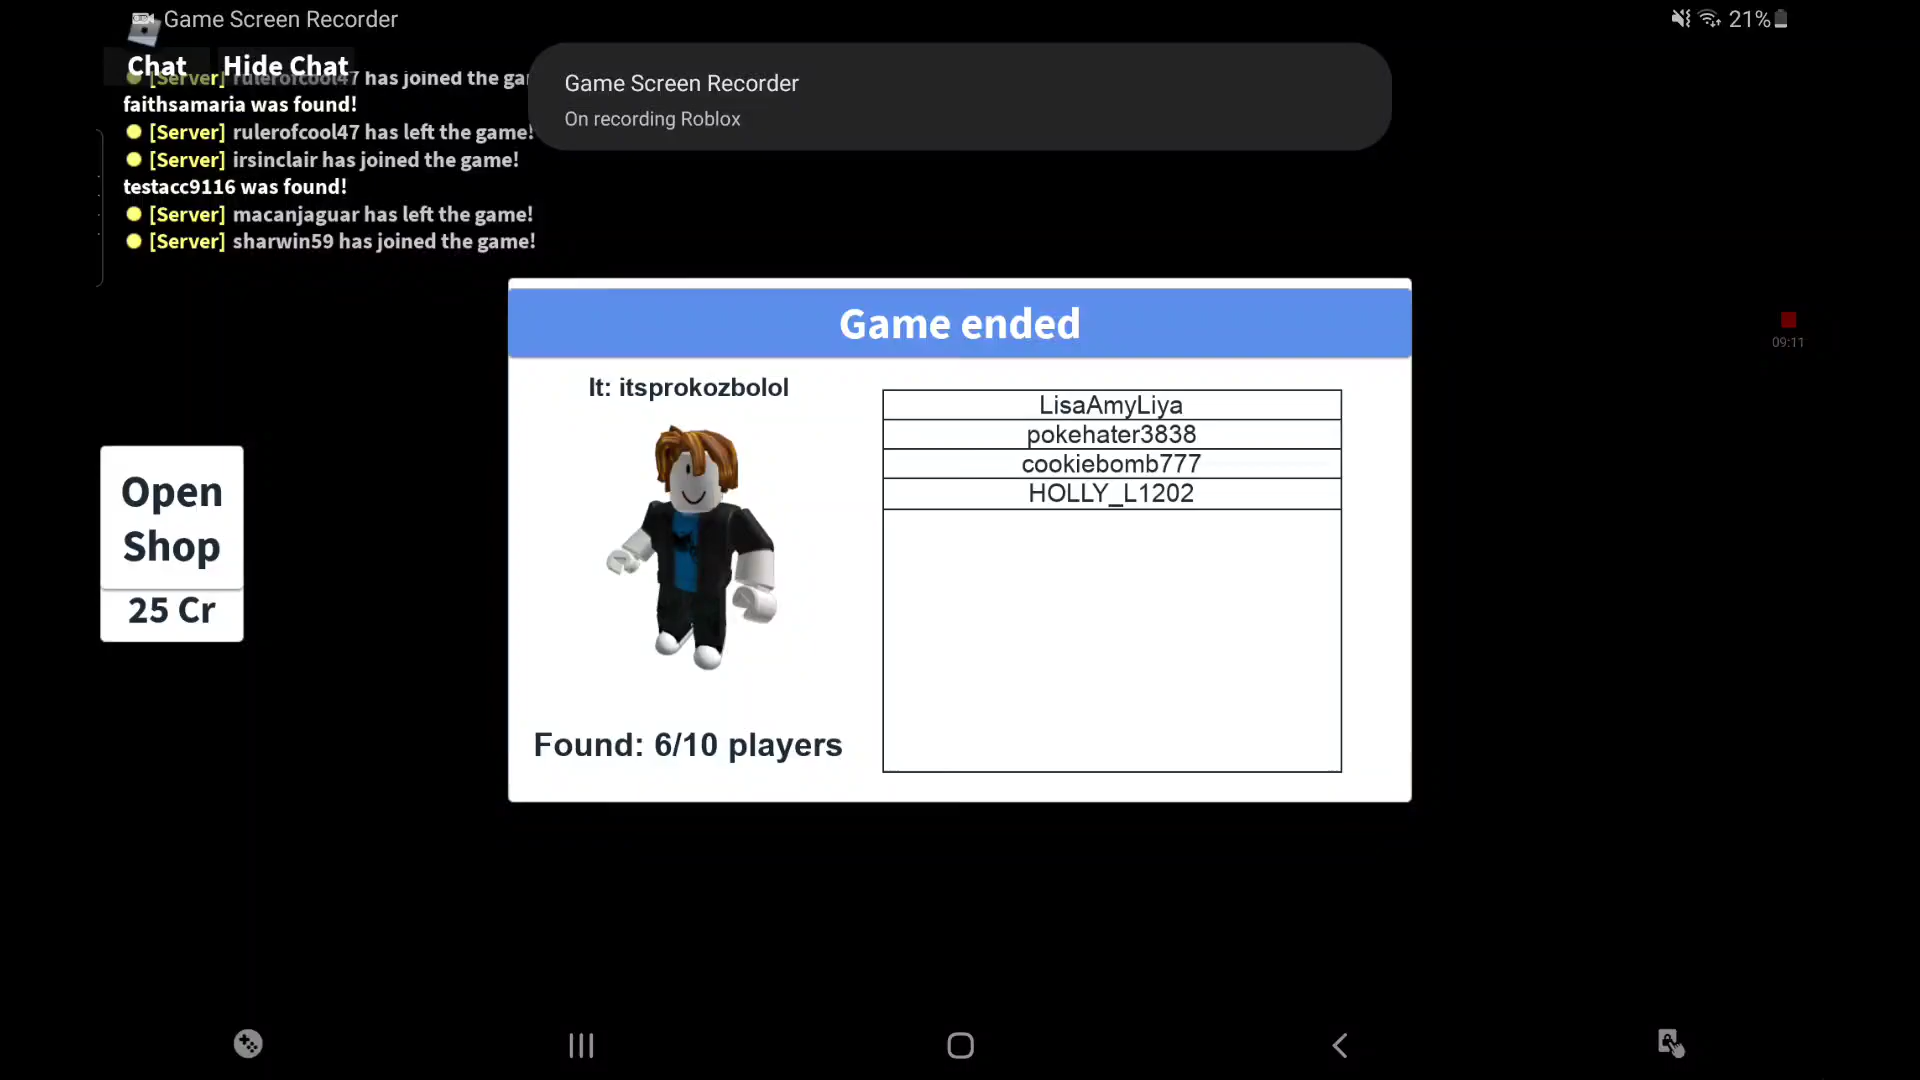 Game Screen Recorder
21%
Chat Hide Chat
[Server] rulerofcool47 has joined the gam
faithsamaria was found!
[Server] rulerofcool47 has left the game!
[Server] irsinclair has joined the game!
testacc9116 was found!
[Server] macanjaguar has left the game!
[Server] sharwin59 has joined the game!
Game Screen Recorder
On recording Roblox
09:11
Game ended
It: itsprokozbolol
LisaAmyLiya
pokehater3838
cookiebomb777
HOLLY_L1202
Found: 6/10 players
Open
Shop
25 Cr